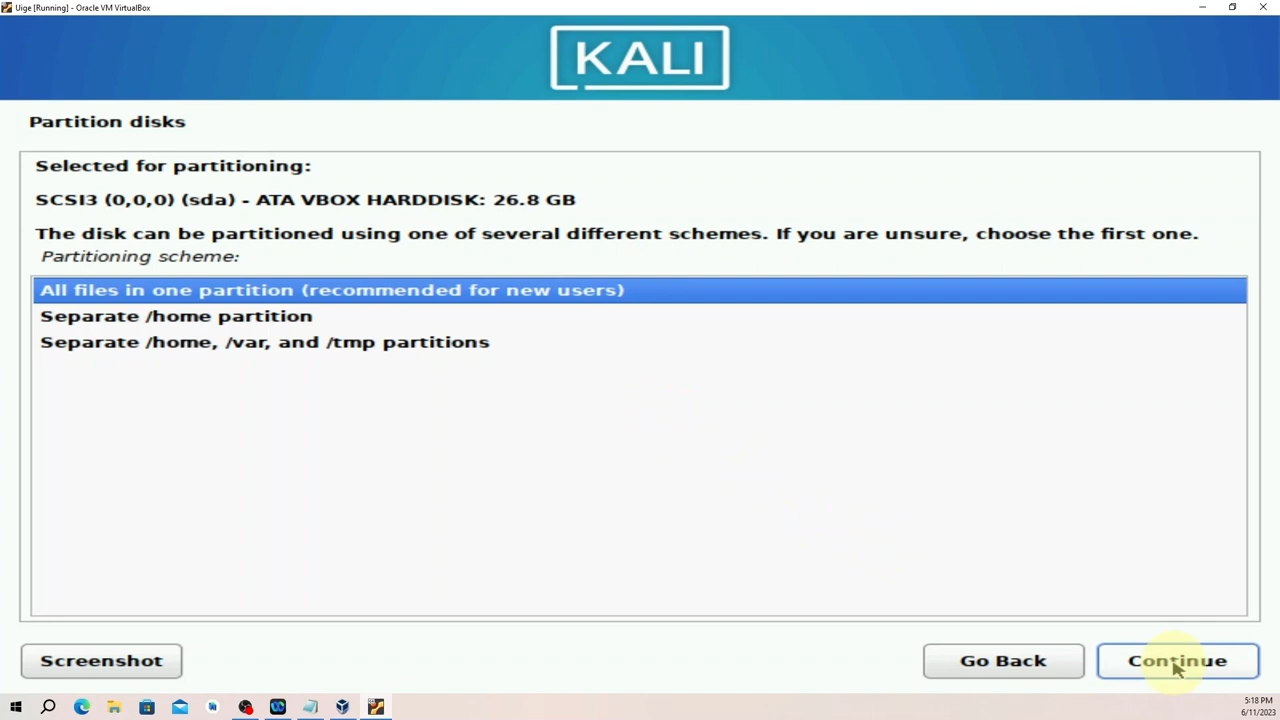 Uige [Running] - Oracle VM VirtualBox
KALI
Partition disks
Selected for partitioning:
SCSI3 (0,0,0) (sda) - ATA VBOX HARDDISK: 26.8 GB
The disk can be partitioned using one of several different schemes. If you are unsure, choose the first one.
Partitioning scheme:
All files in one partition (recommended for new users)
Separate /home partition
Separate /home, /var, and /tmp partitions
Screenshot
Go Back
Continue
5:18 PM
6/11/2023